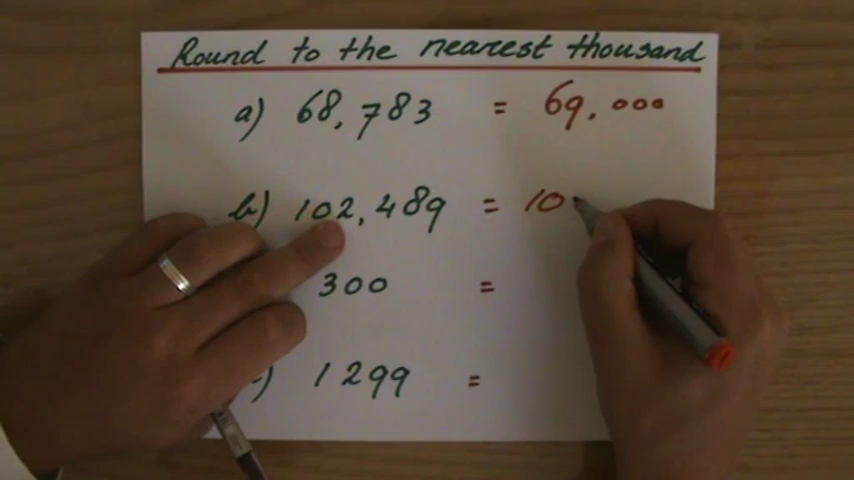 Round to the nearest thousand
a) 68,783 = 69,000
b) 102,489 = 10
300 =
) 1299 =